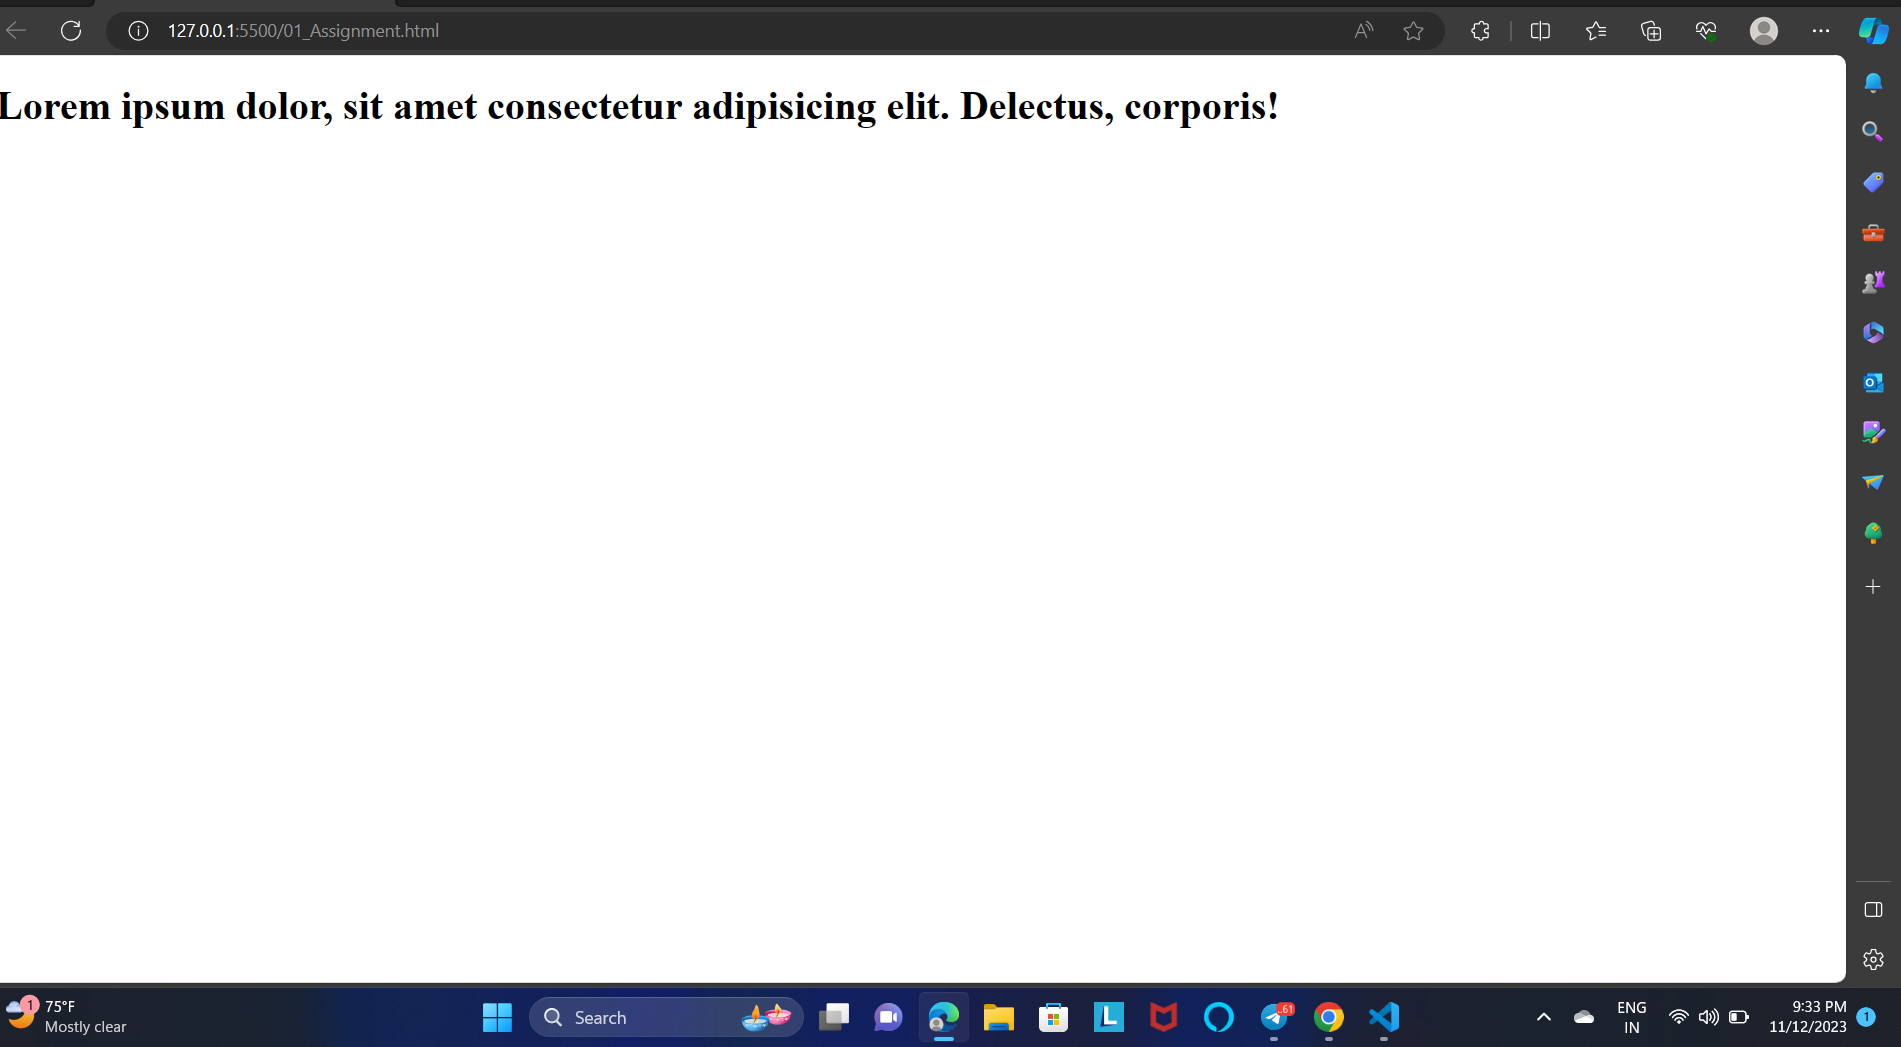 127.0.0.1:5500/01_Assignment.html
Lorem ipsum dolor, sit amet consectetur adipisicing elit. Delectus, corporis!
1
75°F
Mostly clear
Search
L
61
ENG
IN
9:33 PM
11/12/2023
1